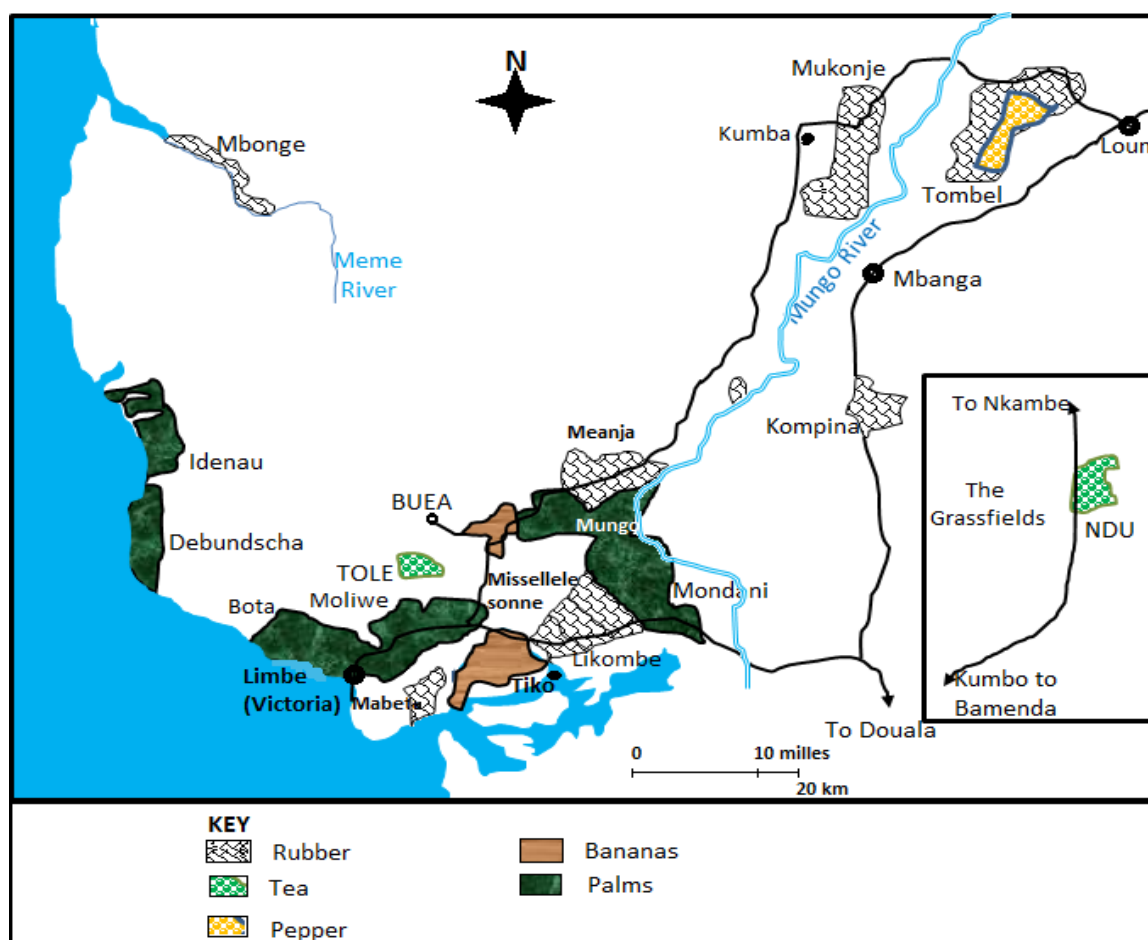 N
Mukonje
Kumba
Mbonge
Loum
Tombel
Meme
River
Mungo River
Mbanga
To Nkambe
Kompina
Meanja
Idenau
The
Grassfields
BUEA
Mungo
NDU
Debundscha
TOLE
Missellele
Moliwe
sonne
Mondani
Bota
Likombe
Limbe
(Victoria)
Tiko
Kumbo to
Bamenda
To Douala
0 10 milles
20 km
KEY
Rubber
Bananas
Tea
Palms
Pepper